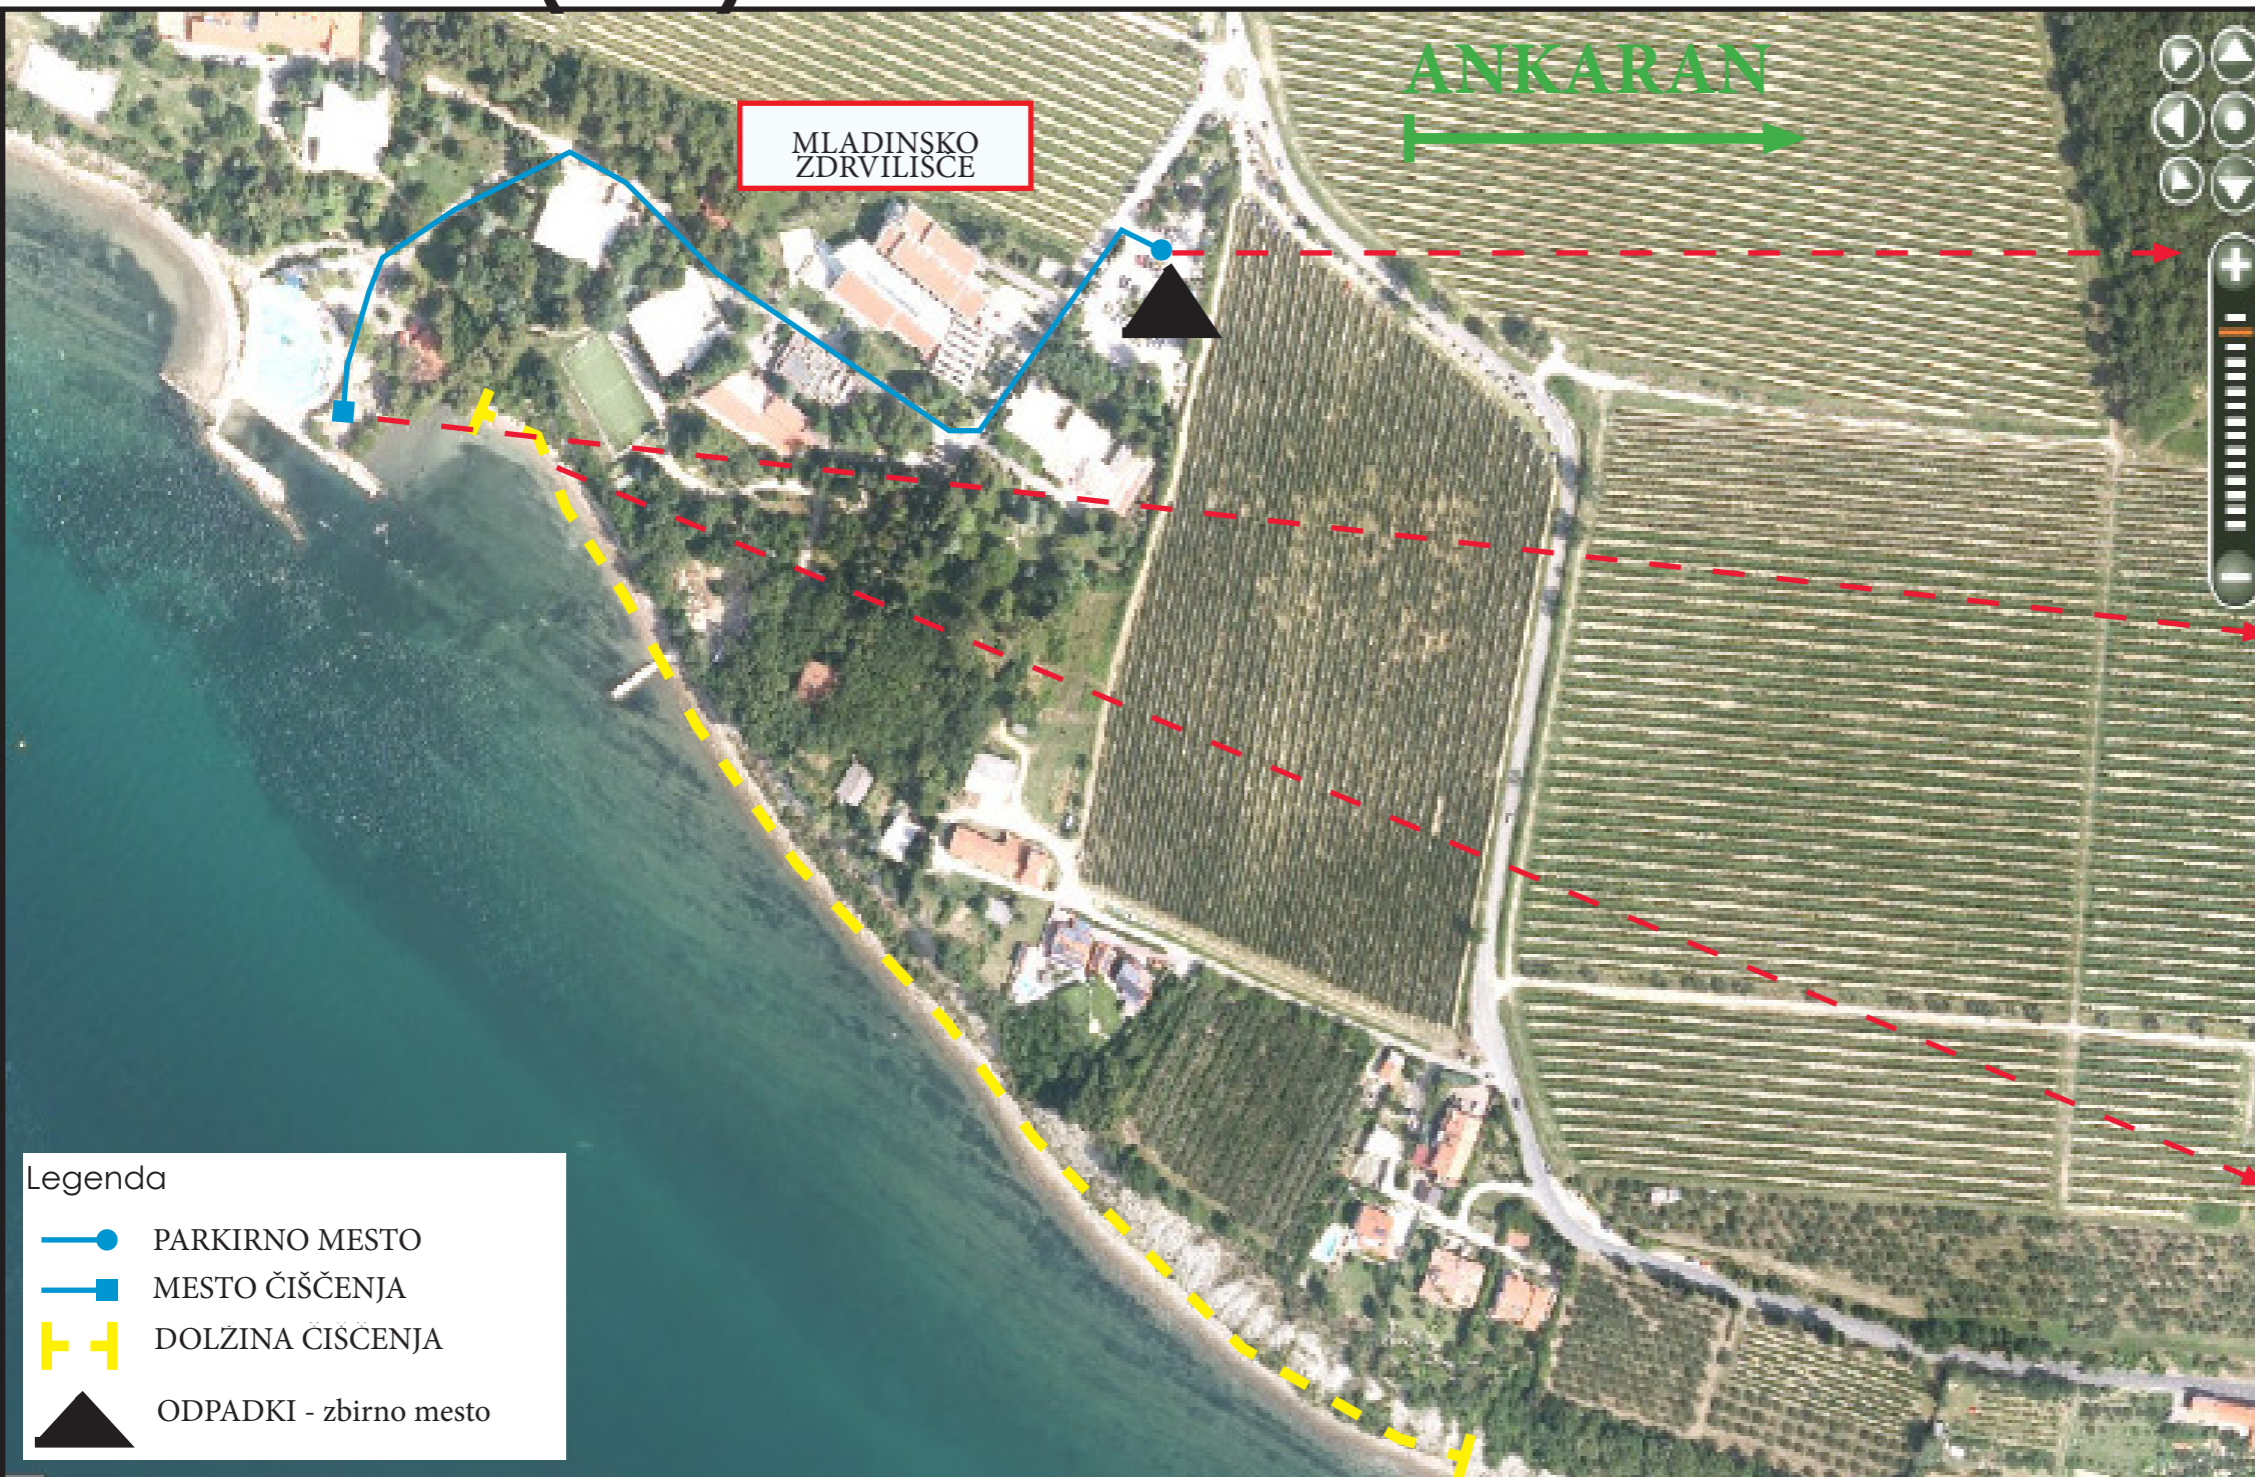 ANKARAN
MLADINSKO
ZDRVILIŠČE
Legenda
PARKIRNO MESTO
MESTO ČIŠČENJA
DOLŽINA ČIŠČENJA
ODPADKI - zbirno mesto